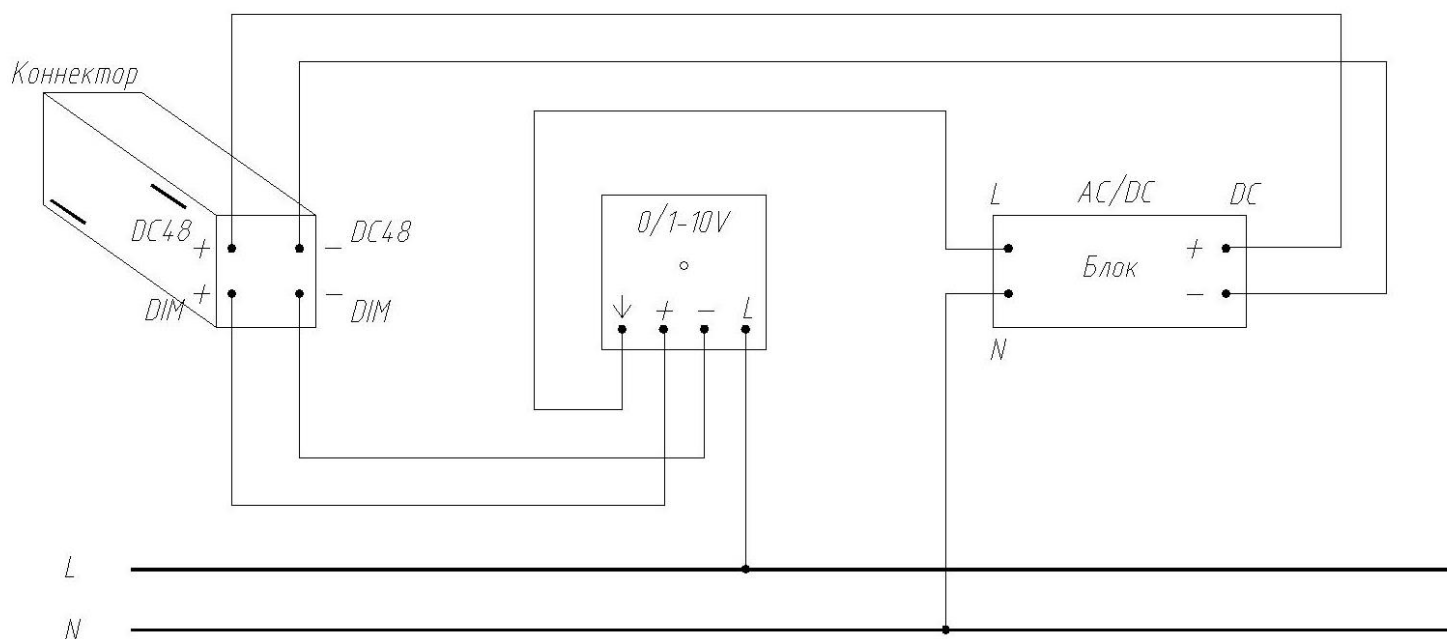 Коннектор
L AC/DC DC
DC48 + − DC48
0/1-10V
+
Блок
DIM + − DIM
−
↓ + − L
N
L
N